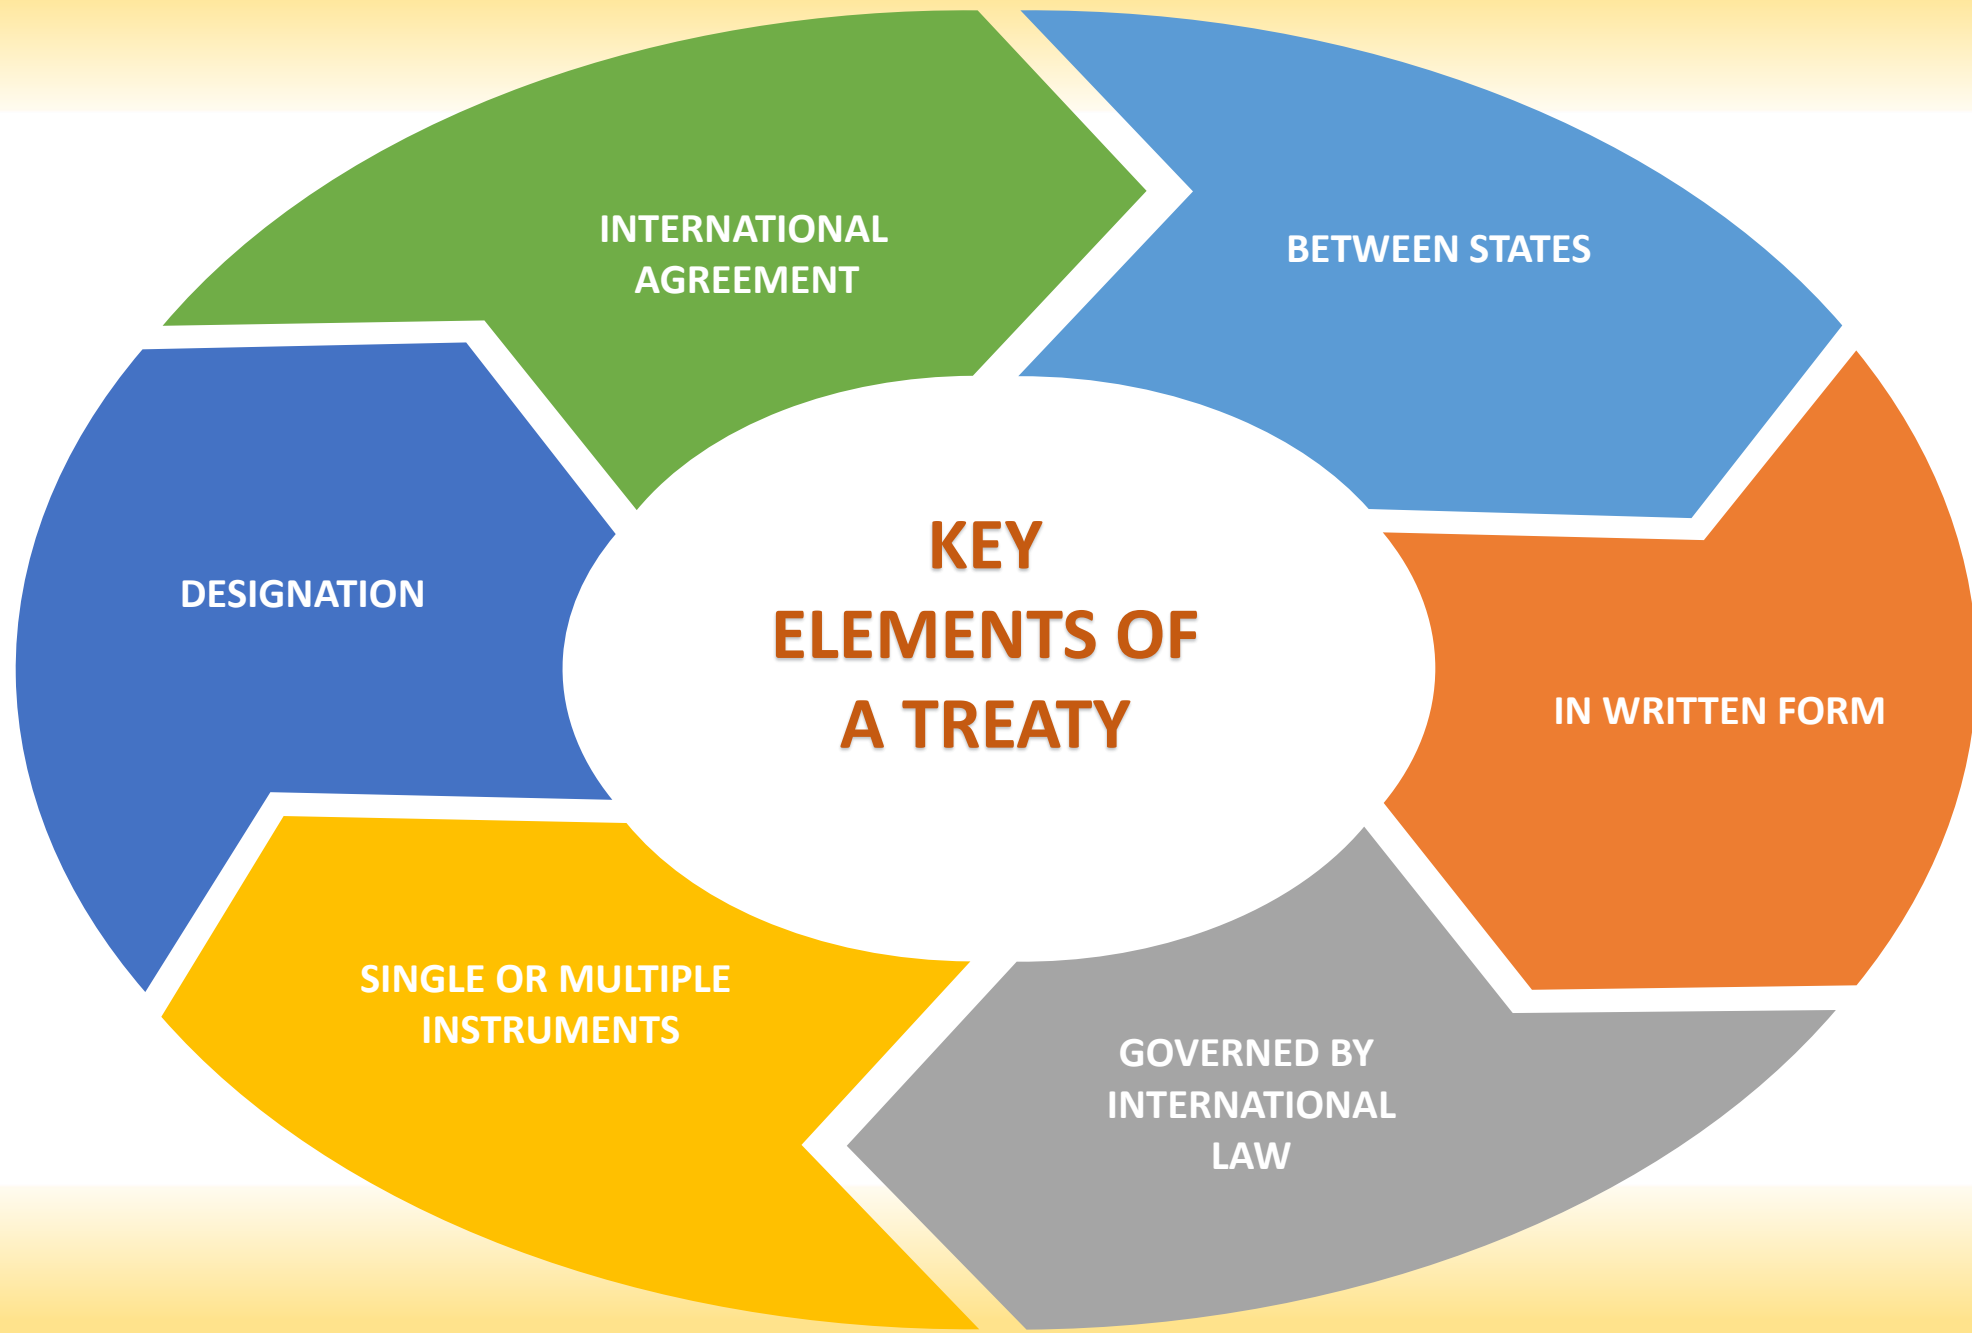 INTERNATIONAL
AGREEMENT
BETWEEN STATES
IN WRITTEN FORM
GOVERNED BY
INTERNATIONAL
LAW
SINGLE OR MULTIPLE
INSTRUMENTS
DESIGNATION
KEY
ELEMENTS OF
A TREATY